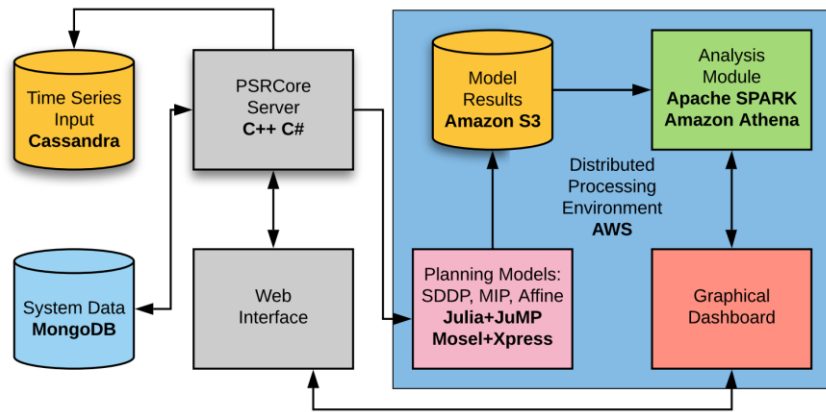 Time Series
Input
Cassandra
PSRCore
Server
C++ C#
Model
Results
Amazon S3
Analysis
Module
Apache SPARK
Amazon Athena
Distributed
Processing
Environment
AWS
System Data
MongoDB
Web
Interface
Planning Models:
SDDP, MIP, Affine
Julia+JuMP
Mosel+Xpress
Graphical
Dashboard